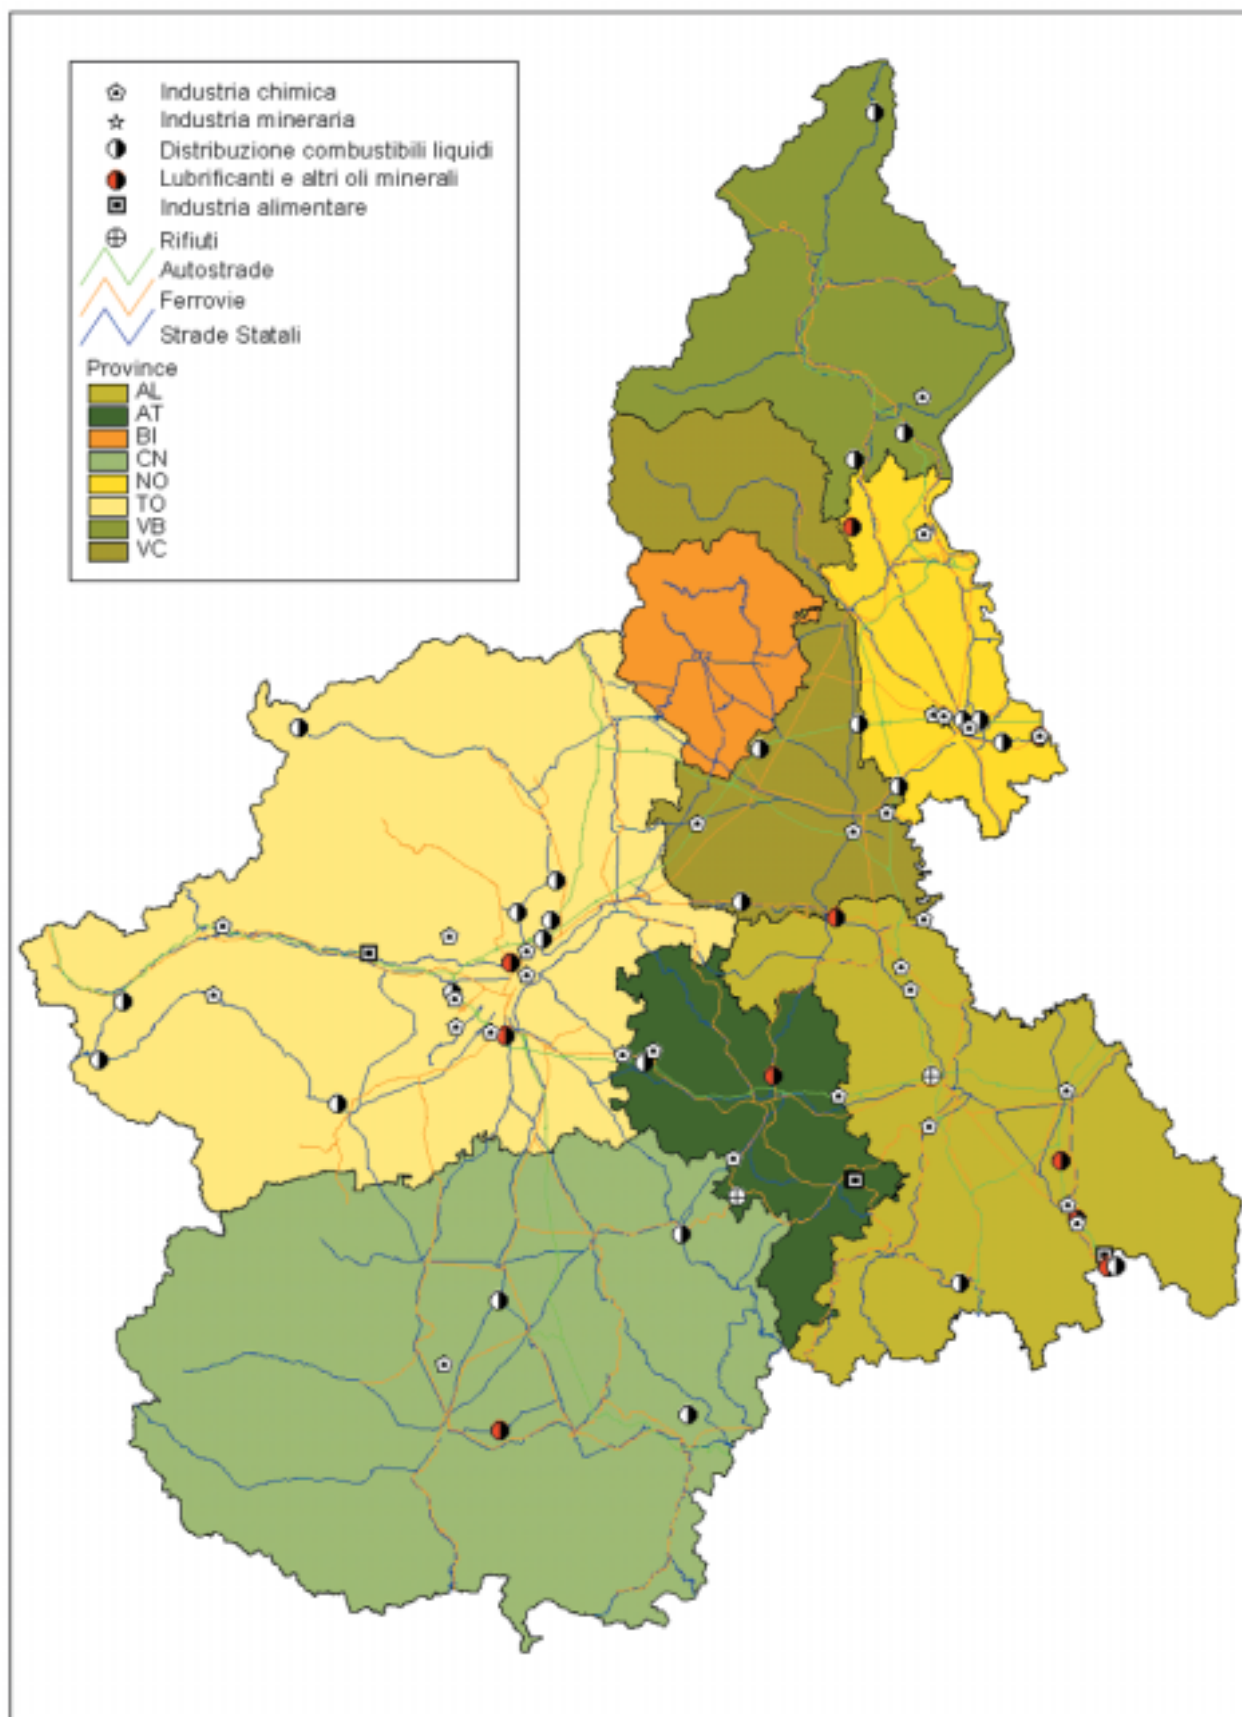 Industria chimica
Industria mineraria
Distribuzione combustibili liquidi
Lubrificanti e altri oli minerali
Industria alimentare
Rifiuti
Autostrade
Ferrovie
Strade Statali
Province
AL
AT
BI
CN
NO
TO
VB
VC